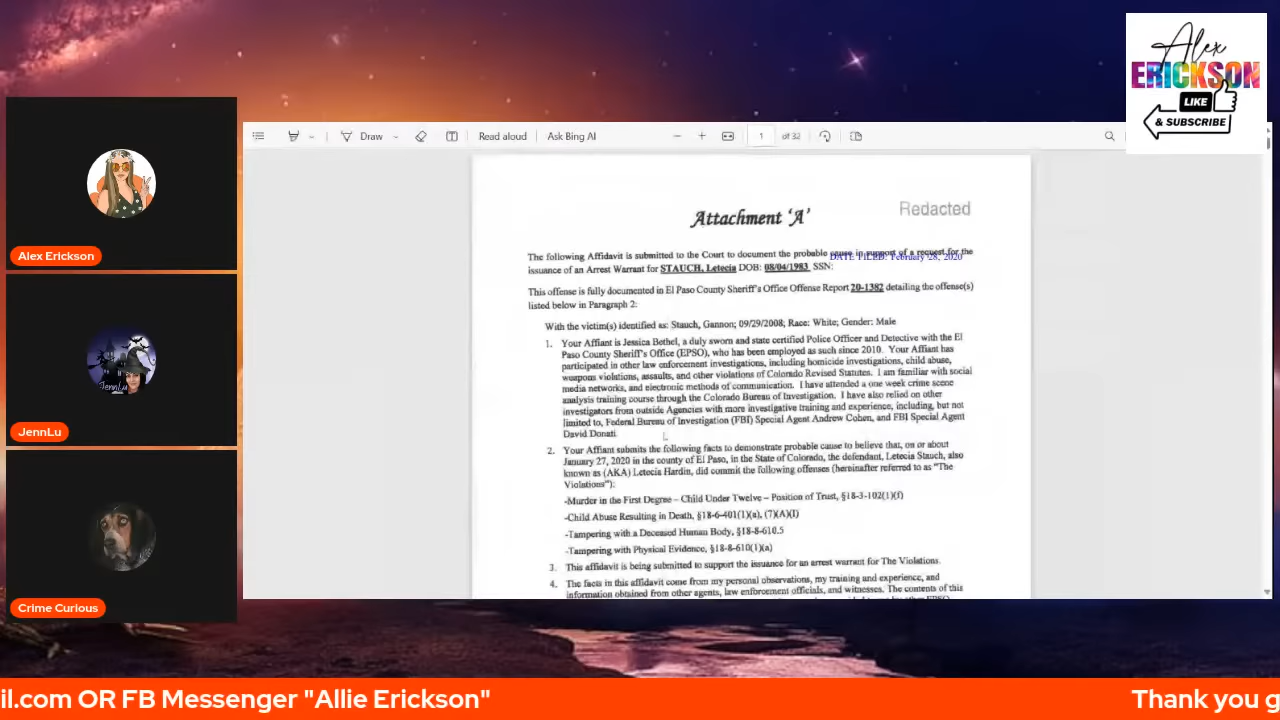 Alex
ERICKSON
LIKE
& SUBSCRIBE
Draw
Read aloud
Ask Bing AI
1
of 32
Attachment ‘A’
Redacted
DATE FILED: February 28, 2020
The following Affidavit is submitted to the Court to document the probable cause in support of a request for the
issuance of an Arrest Warrant for STAUCH, Letecia DOB: 08/04/1983 SSN:
This offense is fully documented in El Paso County Sheriff's Office Offense Report 20-1382 detailing the offense(s)
listed below in Paragraph 2:
With the victim(s) identified as: Stauch, Gannon; 09/29/2008; Race: White; Gender: Male
1. Your Affiant is Jessica Bethel, a duly sworn and state certified Police Officer and Detective with the El
Paso County Sheriff's Office (EPSO), who has been employed as such since 2010. Your Affiant has
participated in other law enforcement investigations, including homicide investigations, child abuse,
weapons violations, assaults, and other violations of Colorado Revised Statutes. I am familiar with social
media networks, and electronic methods of communication. I have attended a one week crime scene
analysis training course through the Colorado Bureau of Investigation. I have also relied on other
investigators from outside Agencies with more investigative training and experience, including, but not
limited to, Federal Bureau of Investigation (FBI) Special Agent Andrew Cohen, and FBI Special Agent
David Donati.
2. Your Affiant submits the following facts to demonstrate probable cause to believe that, on or about
January 27, 2020 in the county of El Paso, in the State of Colorado, the defendant, Letecia Stauch, also
known as (AKA) Letecia Hardin, did commit the following offenses (hereinafter referred to as "The
Violations"):
-Murder in the First Degree – Child Under Twelve – Position of Trust, §18-3-102(1)(f)
-Child Abuse Resulting in Death, §18-6-401(1)(a), (7)(A)(I)
-Tampering with a Deceased Human Body, §18-8-610.5
-Tampering with Physical Evidence, §18-8-610(1)(a)
3. This affidavit is being submitted to support the issuance for an arrest warrant for The Violations.
4. The facts in this affidavit come from my personal observations, my training and experience, and
information obtained from other agents, law enforcement officials, and witnesses. The contents of this
Alex Erickson
JennLu
JennLu
Crime Curious
il.com OR FB Messenger "Allie Erickson"
Thank you g